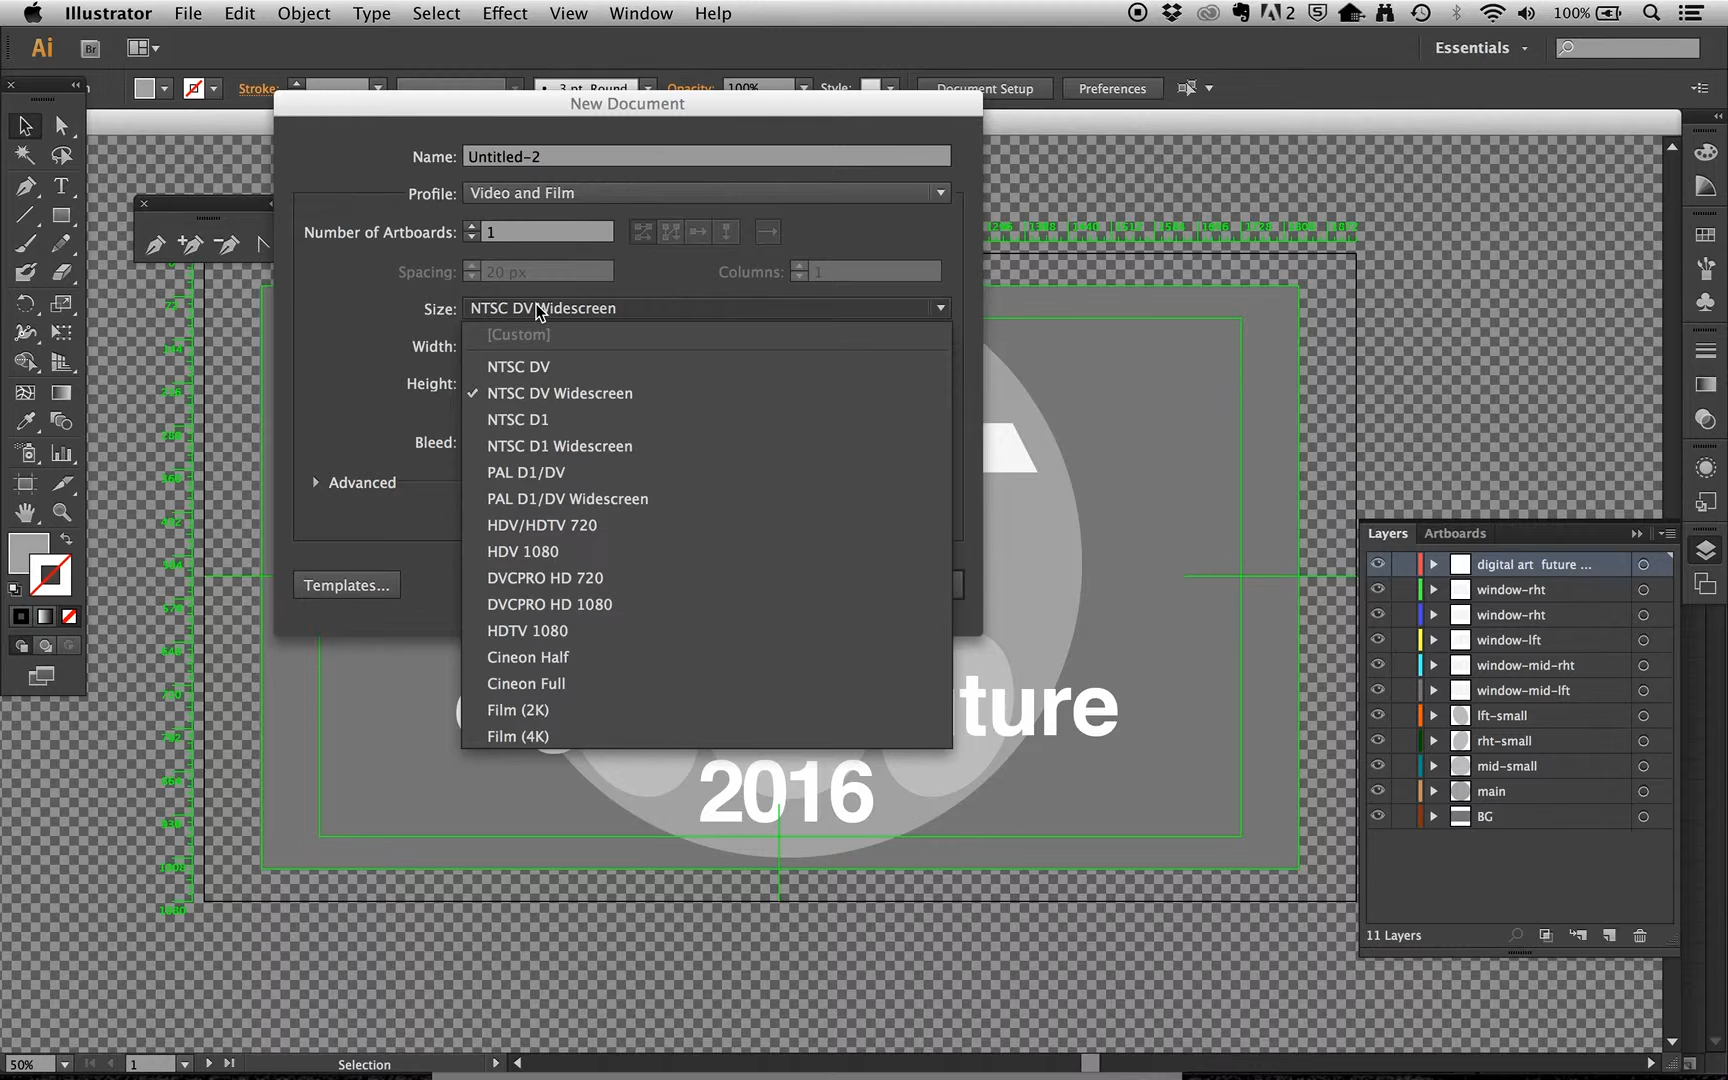 Illustrator File Edit Object Type Select Effect View Window Help
2 100%
Ai Br Essentials
Stroke: 3 pt. Round Opacity: 100% Style: Document Setup Preferences
New Document
Name: Untitled-2
Profile: Video and Film
Number of Artboards: 1
Spacing: 20 px Columns: 1
Size: NTSC DV Widescreen
[Custom]
Width:
NTSC DV
Height:
NTSC DV Widescreen
NTSC D1
Bleed:
NTSC D1 Widescreen
PAL D1/DV
Advanced
PAL D1/DV Widescreen
HDV/HDTV 720
HDV 1080
DVCPRO HD 720
Templates...
DVCPRO HD 1080
HDTV 1080
Cineon Half
Cineon Full
Film (2K)
Film (4K)
ture
2016
Layers Artboards
digital art future ...
window-rht
window-rht
window-lft
window-mid-rht
window-mid-lft
lft-small
rht-small
mid-small
main
BG
11 Layers
50% 1 Selection